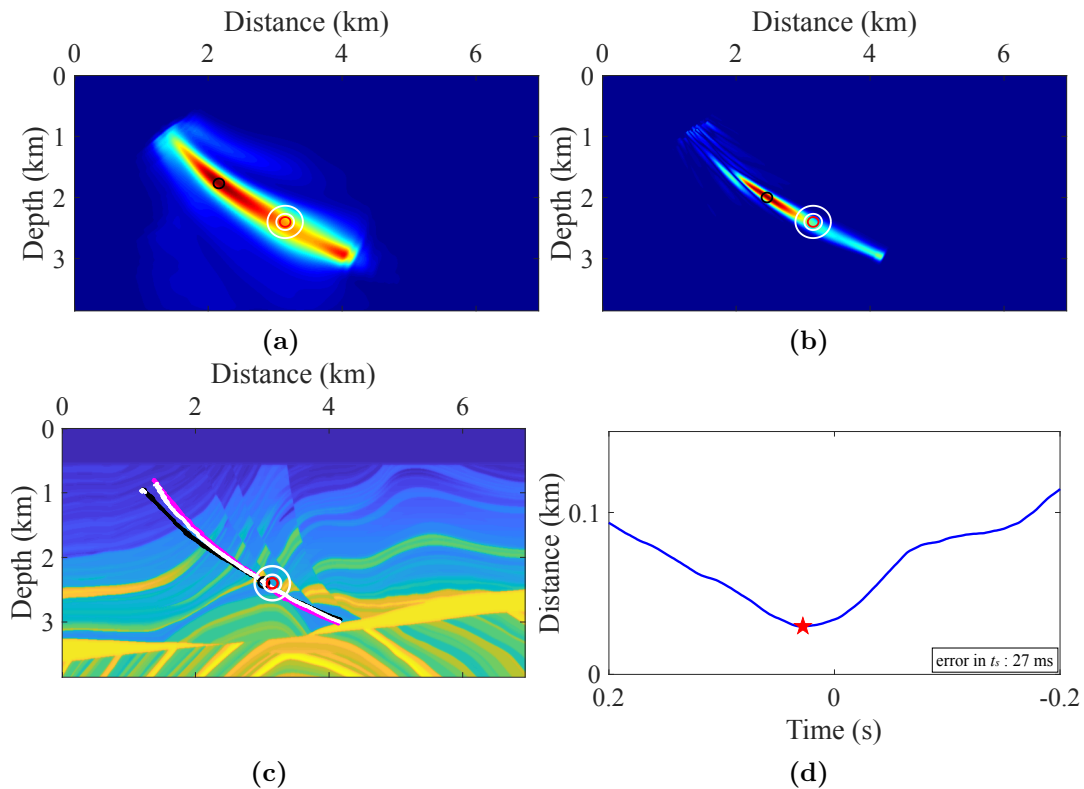 Distance (km)
0 2 4 6
0
1
2
3
Depth (km)
(a)
Distance (km)
0 2 4 6
0
1
2
3
Depth (km)
(b)
Distance (km)
0 2 4 6
0
1
2
3
Depth (km)
(c)
0.1
0
Distance (km)
error in ts : 27 ms
0.2 0 -0.2
Time (s)
(d)